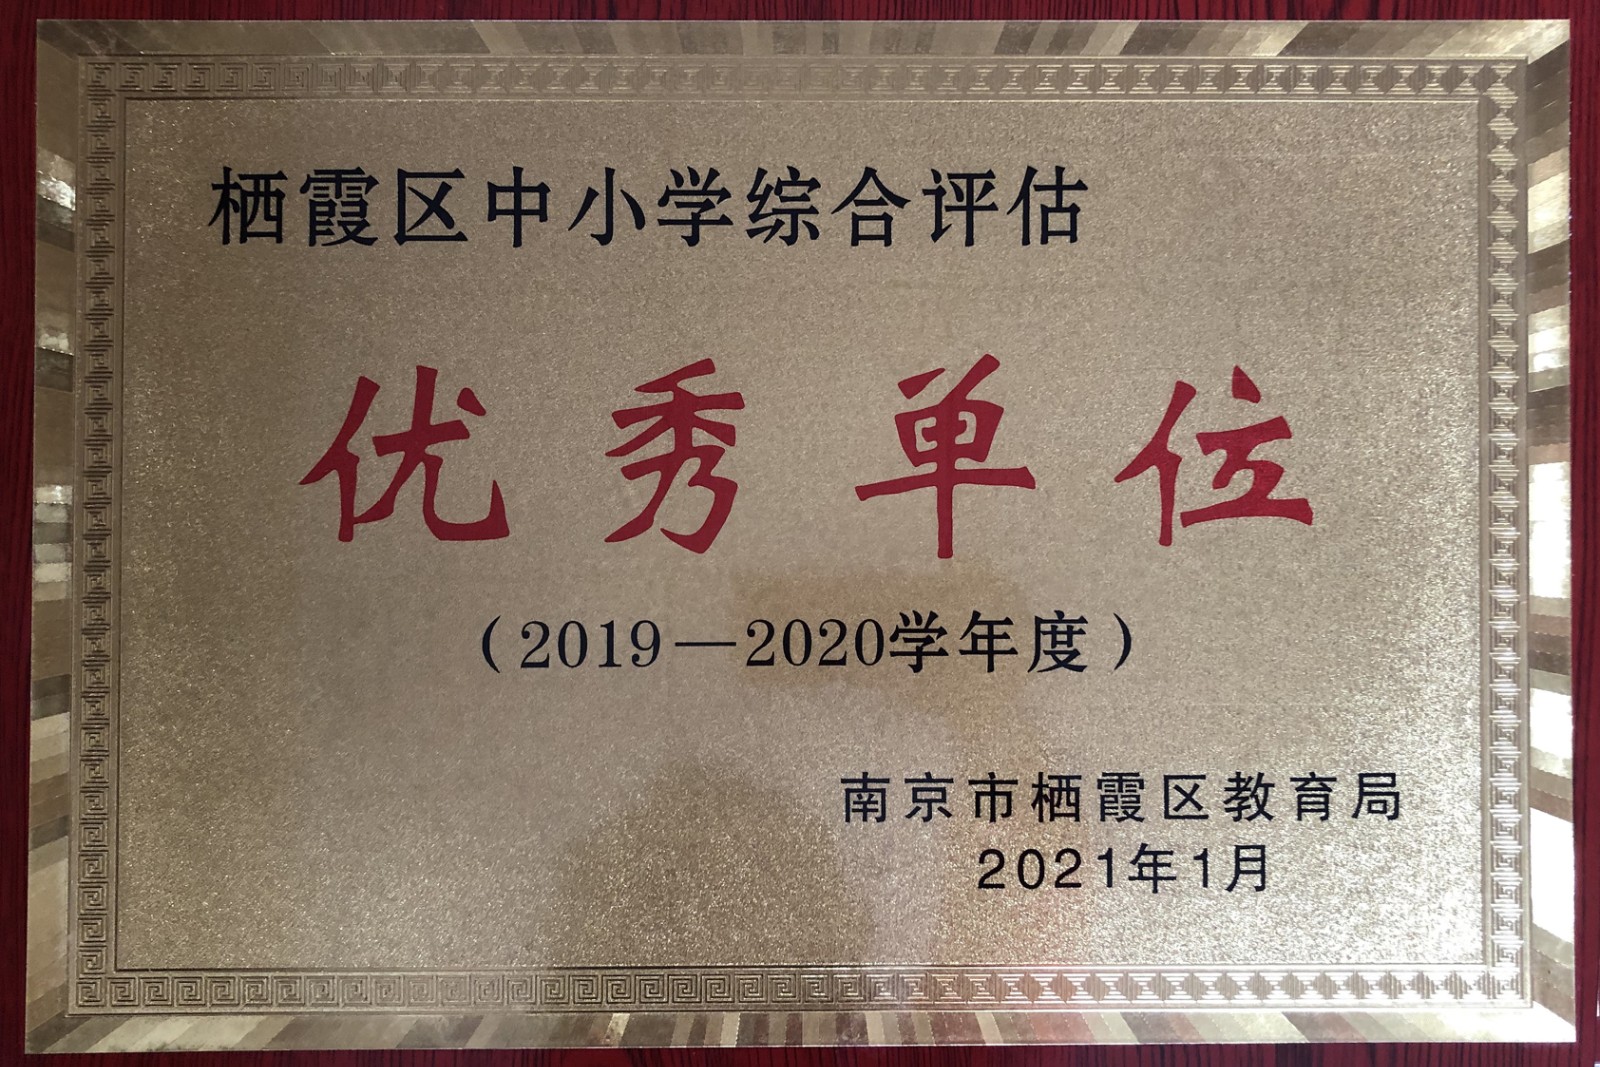 栖霞区中小学综合评估
优秀单位
（2019—2020学年度）
南京市栖霞区教育局
2021年1月